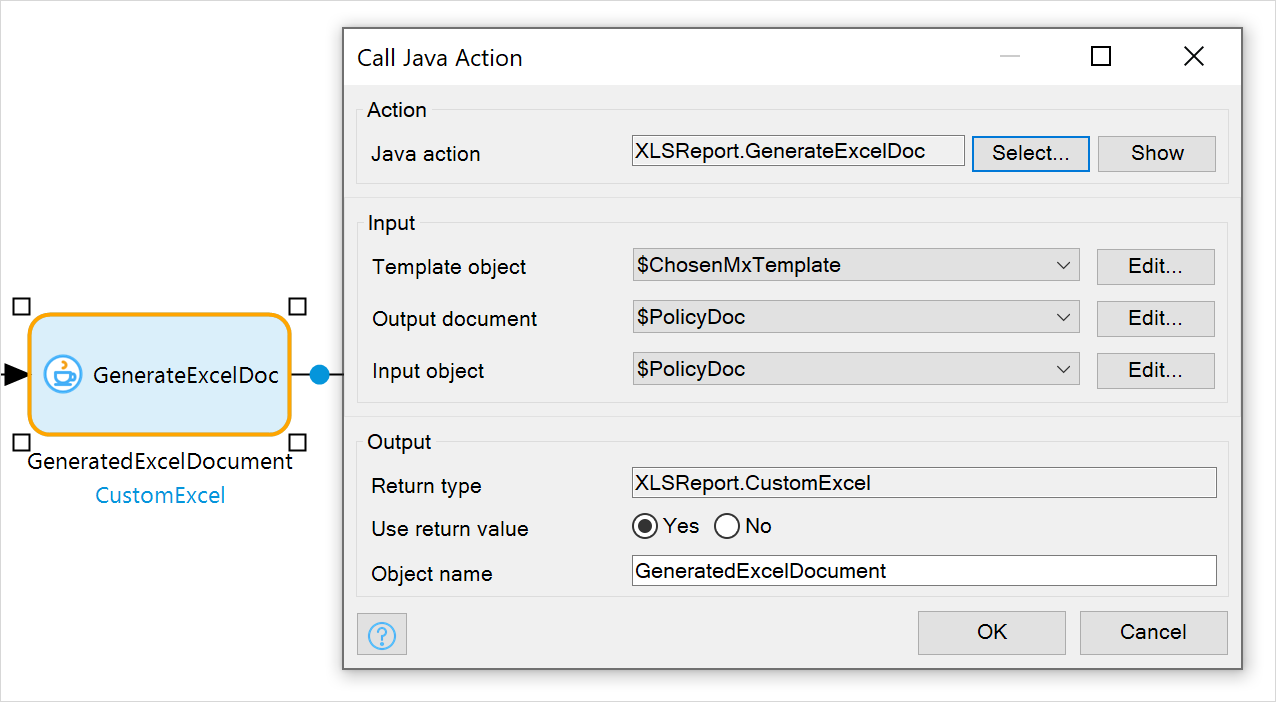 Call Java Action
Action
Java action XLSReport.GenerateExcelDoc Select... Show
Input
Template object $ChosenMxTemplate Edit...
Output document $PolicyDoc Edit...
Input object $PolicyDoc Edit...
Output
Return type XLSReport.CustomExcel
Use return value Yes No
Object name GeneratedExcelDocument
? OK Cancel
GenerateExcelDoc
GeneratedExcelDocument
CustomExcel